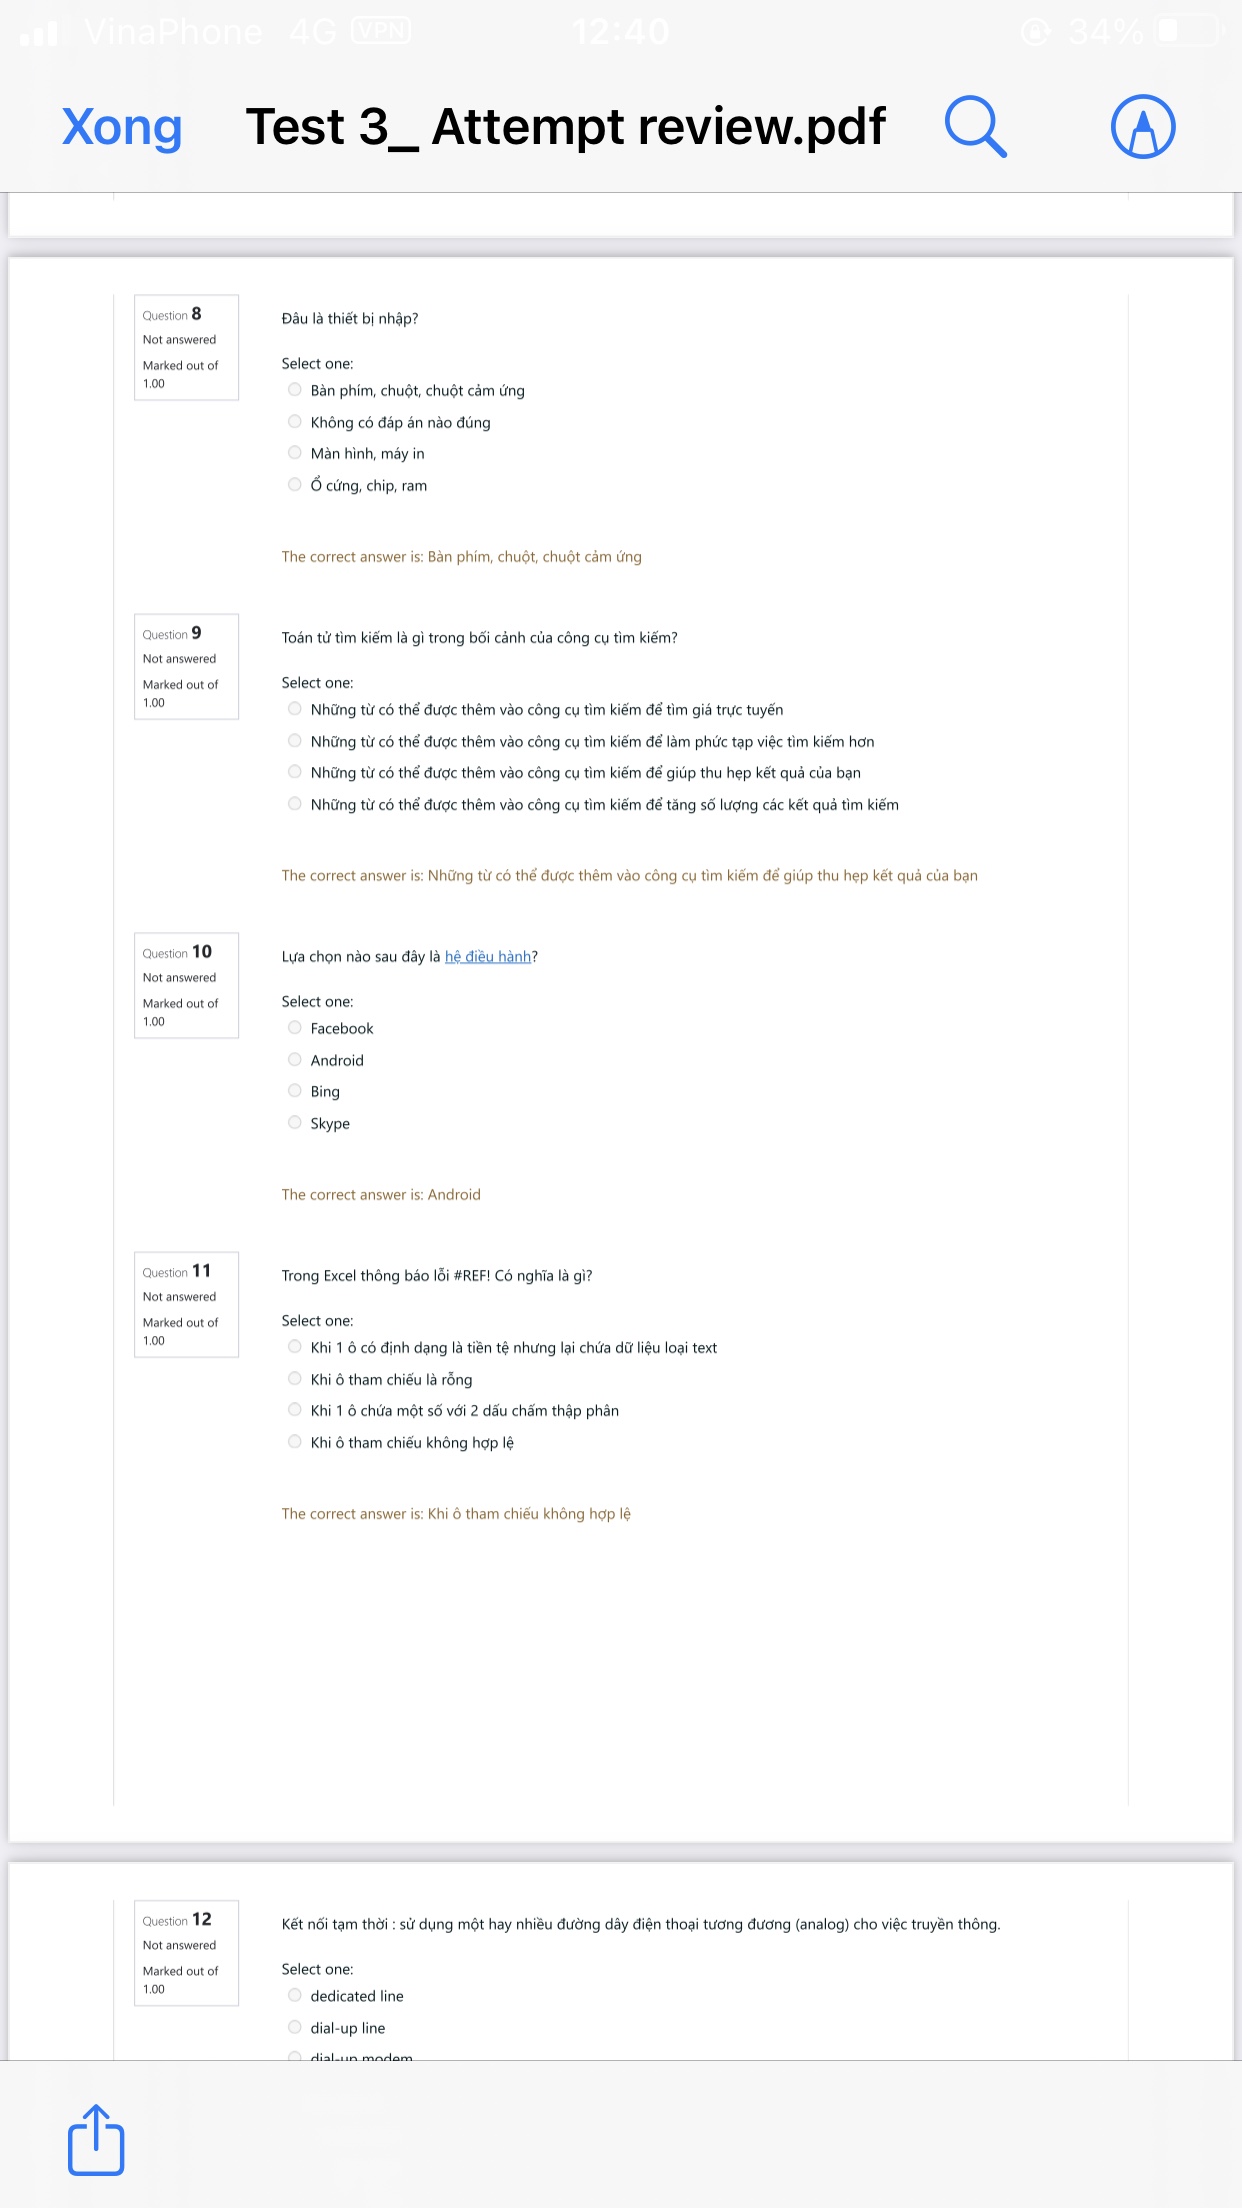 VinaPhone 4G VPN 12:40 34%
Xong Test 3_ Attempt review.pdf
Question 8
Not answered
Marked out of
1.00
Đâu là thiết bị nhập?
Select one:
Bàn phím, chuột, chuột cảm ứng
Không có đáp án nào đúng
Màn hình, máy in
Ổ cứng, chip, ram
The correct answer is: Bàn phím, chuột, chuột cảm ứng
Question 9
Not answered
Marked out of
1.00
Toán tử tìm kiếm là gì trong bối cảnh của công cụ tìm kiếm?
Select one:
Những từ có thể được thêm vào công cụ tìm kiếm để tìm giá trực tuyến
Những từ có thể được thêm vào công cụ tìm kiếm để làm phức tạp việc tìm kiếm hơn
Những từ có thể được thêm vào công cụ tìm kiếm để giúp thu hẹp kết quả của bạn
Những từ có thể được thêm vào công cụ tìm kiếm để tăng số lượng các kết quả tìm kiếm
The correct answer is: Những từ có thể được thêm vào công cụ tìm kiếm để giúp thu hẹp kết quả của bạn
Question 10
Not answered
Marked out of
1.00
Lựa chọn nào sau đây là hệ điều hành?
Select one:
Facebook
Android
Bing
Skype
The correct answer is: Android
Question 11
Not answered
Marked out of
1.00
Trong Excel thông báo lỗi #REF! Có nghĩa là gì?
Select one:
Khi 1 ô có định dạng là tiền tệ nhưng lại chứa dữ liệu loại text
Khi ô tham chiếu là rỗng
Khi 1 ô chứa một số với 2 dấu chấm thập phân
Khi ô tham chiếu không hợp lệ
The correct answer is: Khi ô tham chiếu không hợp lệ
Question 12
Not answered
Marked out of
1.00
Kết nối tạm thời : sử dụng một hay nhiều đường dây điện thoại tương đương (analog) cho việc truyền thông.
Select one:
dedicated line
dial-up line
dial-up modem